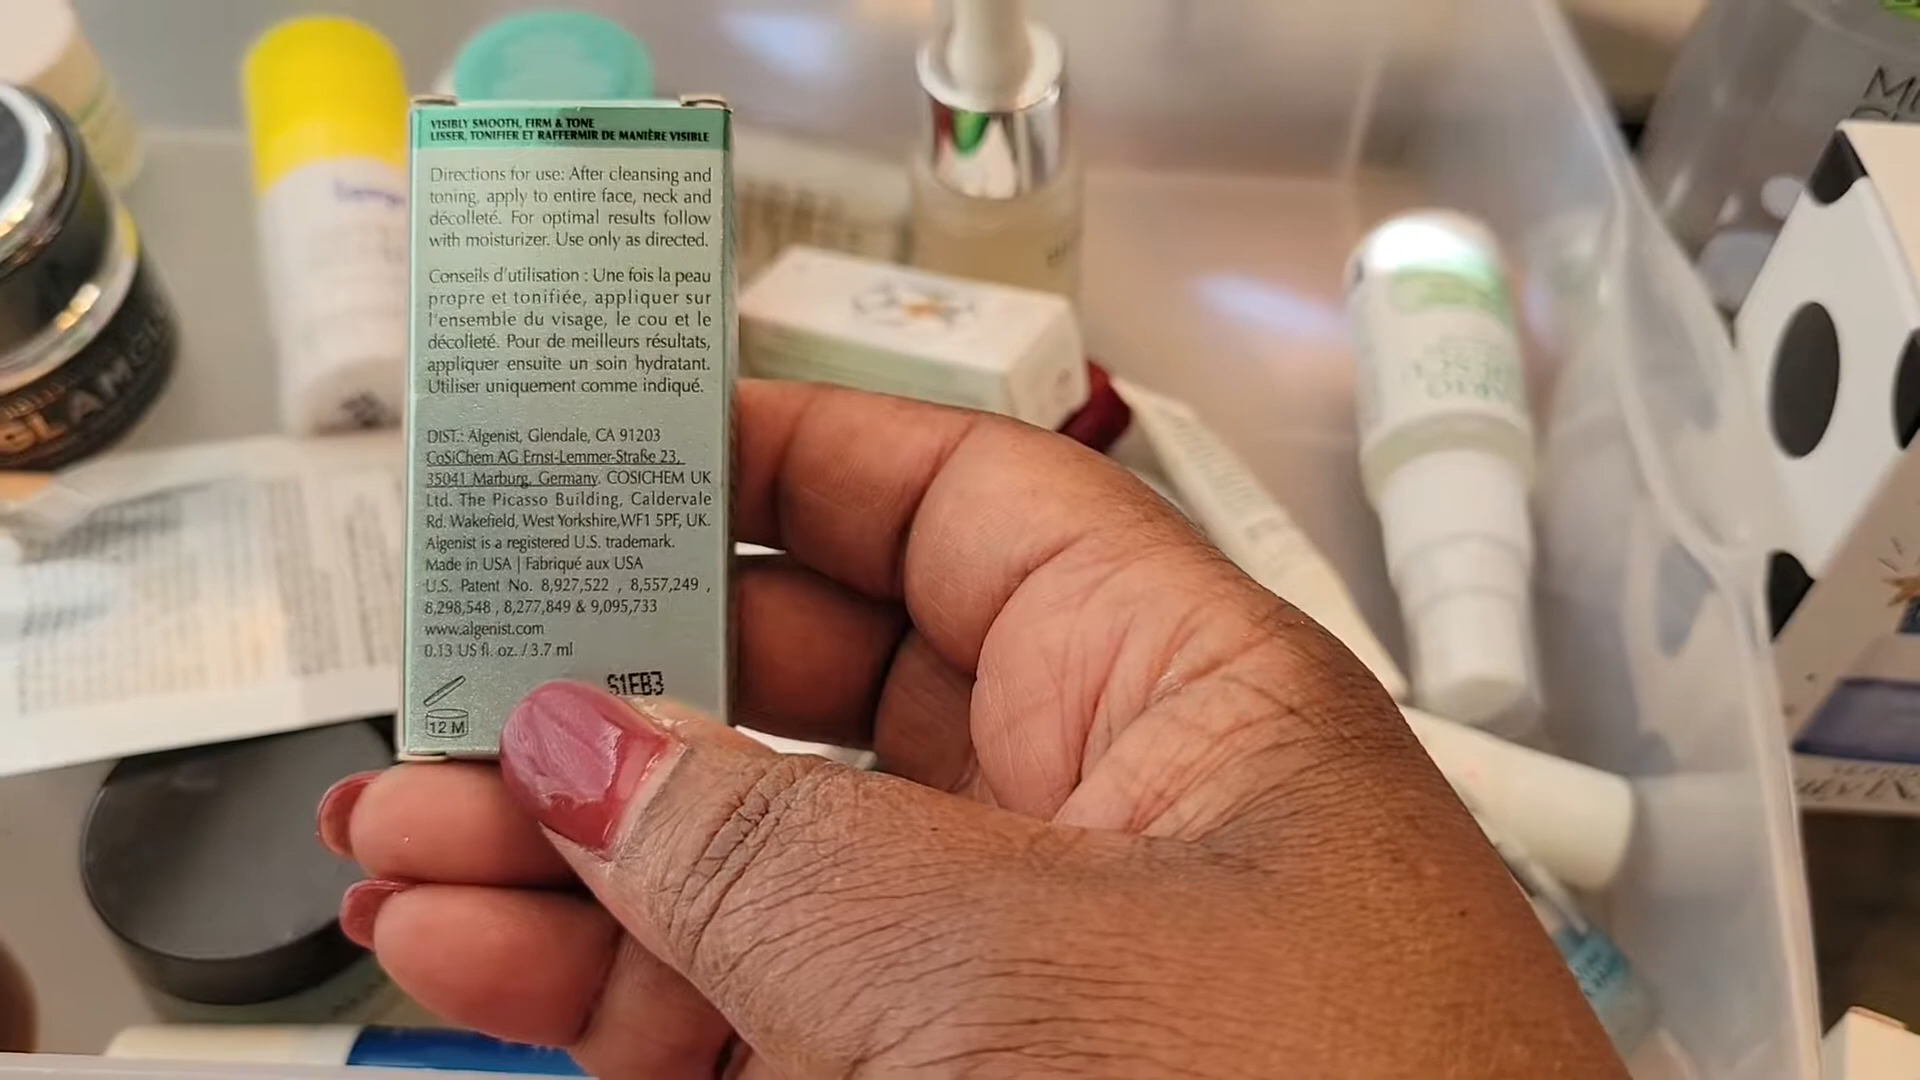 VISIBLY SMOOTH, FIRM & TONE
LISSER, TONIFIER ET RAFFERMIR DE MANIÈRE VISIBLE
Directions for use: After cleansing and
toning, apply to entire face, neck and
décolleté. For optimal results follow
with moisturizer. Use only as directed.
Conseils d'utilisation : Une fois la peau
propre et tonifiée, appliquer sur
l'ensemble du visage, le cou et le
décolleté. Pour de meilleurs résultats,
appliquer ensuite un soin hydratant.
Utiliser uniquement comme indiqué.
DIST.: Algenist, Glendale, CA 91203
CoSiChem AG Ernst-Lemmer-Straße 23,
35041 Marburg, Germany. COSICHEM UK
Ltd. The Picasso Building, Caldervale
Rd. Wakefield, West Yorkshire,WF1 5PF, UK.
Algenist is a registered U.S. trademark.
Made in USA | Fabriqué aux USA
U.S. Patent No. 8,927,522 , 8,557,249 ,
8,298,548 , 8,277,849 & 9,095,733
www.algenist.com
0.13 US fl. oz. / 3.7 ml
S1EB3
12 M